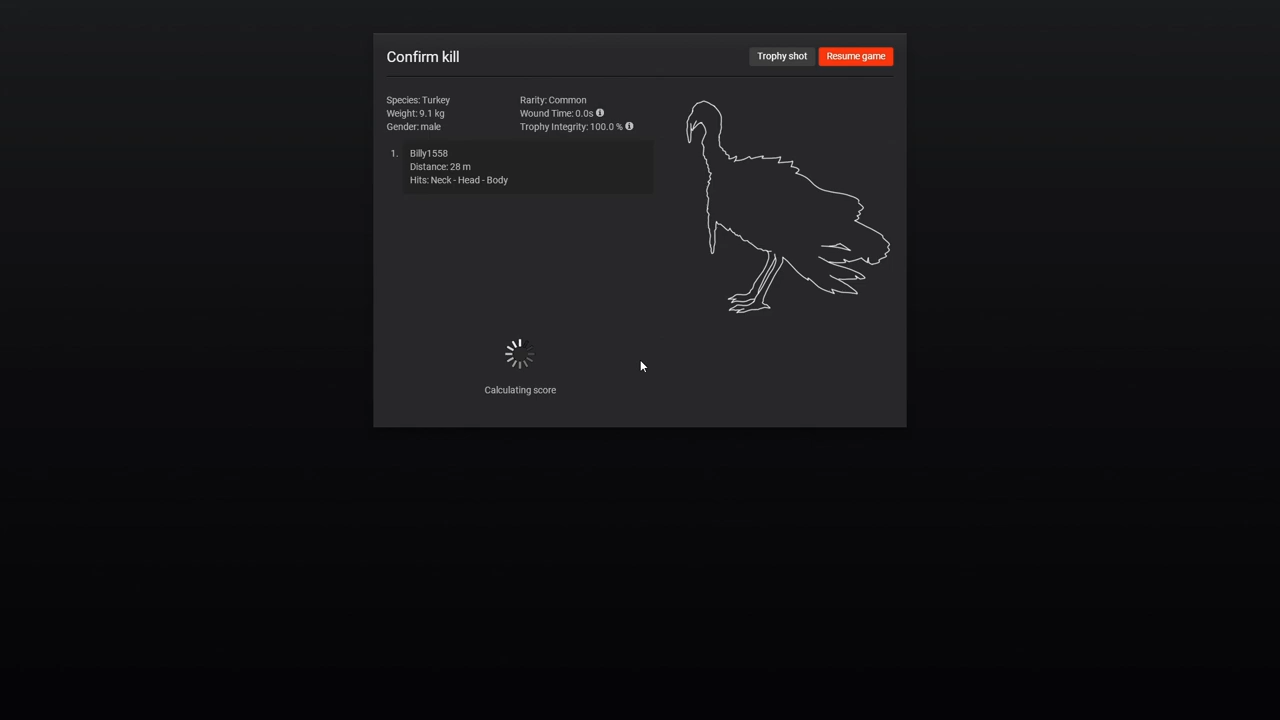 Confirm kill
Trophy shot
Resume game
Species: Turkey
Rarity: Common
Weight: 9.1 kg
Wound Time: 0.0s
Gender: male
Trophy Integrity: 100.0 %
1. Billy1558
Distance: 28 m
Hits: Neck - Head - Body
Calculating score